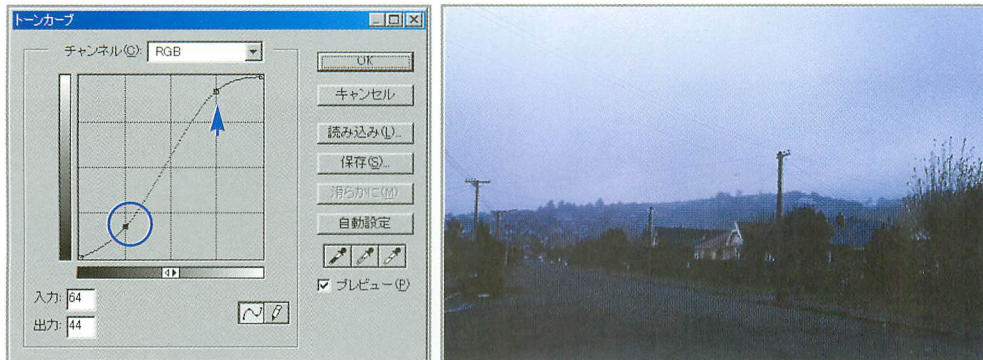 トーンカーブ
チャンネル(C): RGB
OK
キャンセル
読み込み(L)...
保存(S)...
滑らかに(M)
自動設定
プレビュー(P)
入力: 64
出力: 44